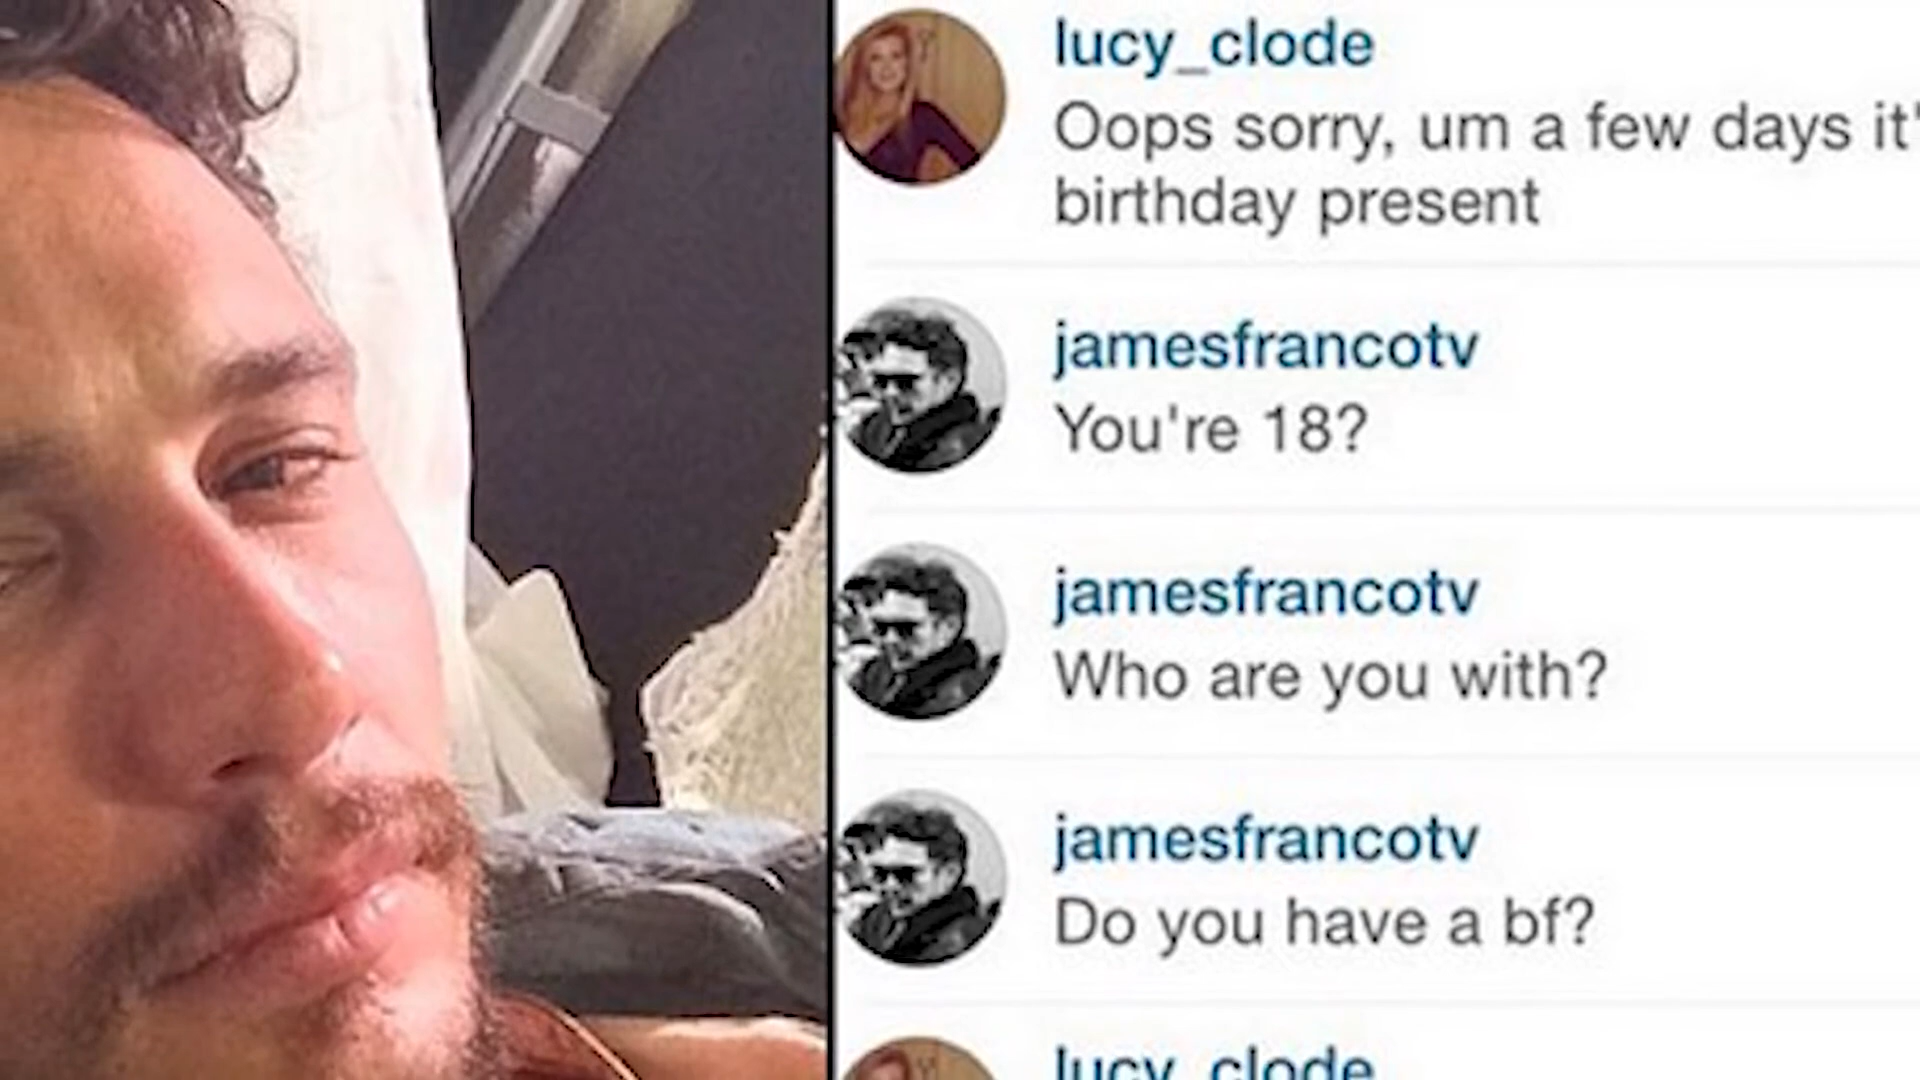 lucy_clode
Oops sorry, um a few days it'
birthday present
jamesfrancotv
You're 18?
jamesfrancotv
Who are you with?
jamesfrancotv
Do you have a bf?
lucy_clode